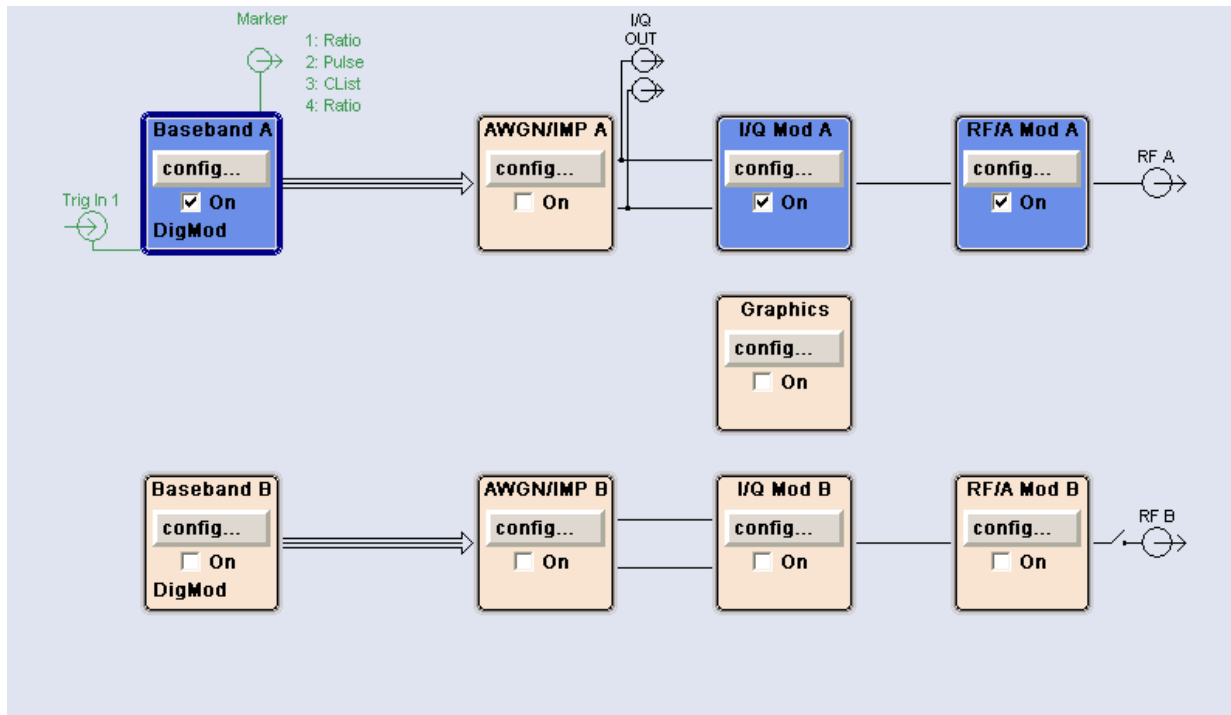 Marker
1: Ratio
2: Pulse
3: CList
4: Ratio
I/Q
OUT
Trig In 1
Baseband A
config...
On
DigMod
AWGN/IMP A
config...
On
I/Q Mod A
config...
On
RF/A Mod A
config...
On
RF A
Graphics
config...
On
Baseband B
config...
On
DigMod
AWGN/IMP B
config...
On
I/Q Mod B
config...
On
RF/A Mod B
config...
On
RF B